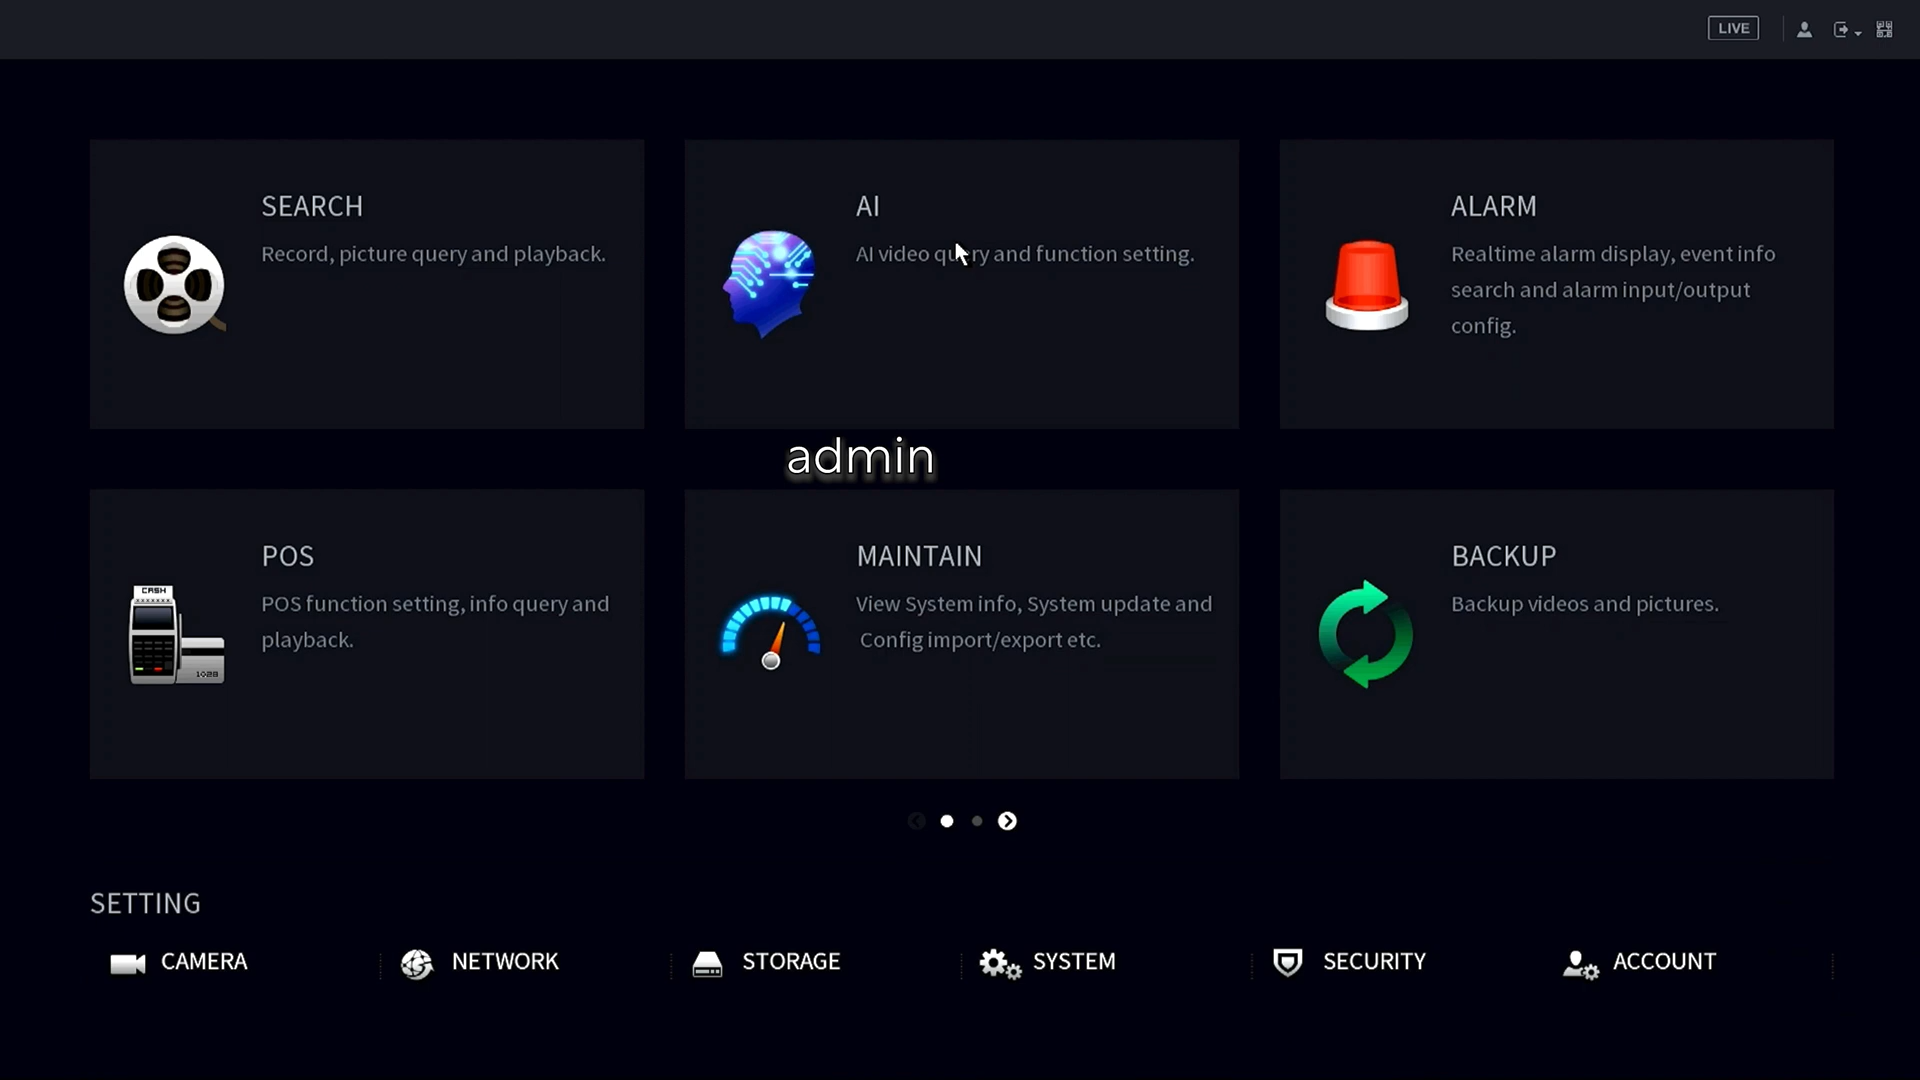 LIVE
SEARCH
Record, picture query and playback.
AI
AI video query and function setting.
ALARM
Realtime alarm display, event info
search and alarm input/output
config.
admin
POS
POS function setting, info query and
playback.
CASH
1028
MAINTAIN
View System info, System update and
Config import/export etc.
BACKUP
Backup videos and pictures.
SETTING
CAMERA
NETWORK
STORAGE
SYSTEM
SECURITY
ACCOUNT